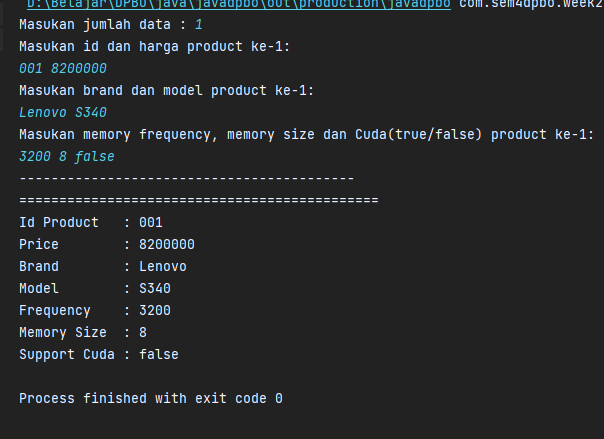 D:\Belajar\DPBO\java\javadpbo\out\production\javadpbo com.sem4dpbo.week2
Masukan jumlah data : 1
Masukan id dan harga product ke-1:
001 8200000
Masukan brand dan model product ke-1:
Lenovo S340
Masukan memory frequency, memory size dan Cuda(true/false) product ke-1:
3200 8 false
------------------------------------------
=============================================
Id Product   : 001
Price        : 8200000
Brand        : Lenovo
Model        : S340
Frequency    : 3200
Memory Size  : 8
Support Cuda : false
Process finished with exit code 0